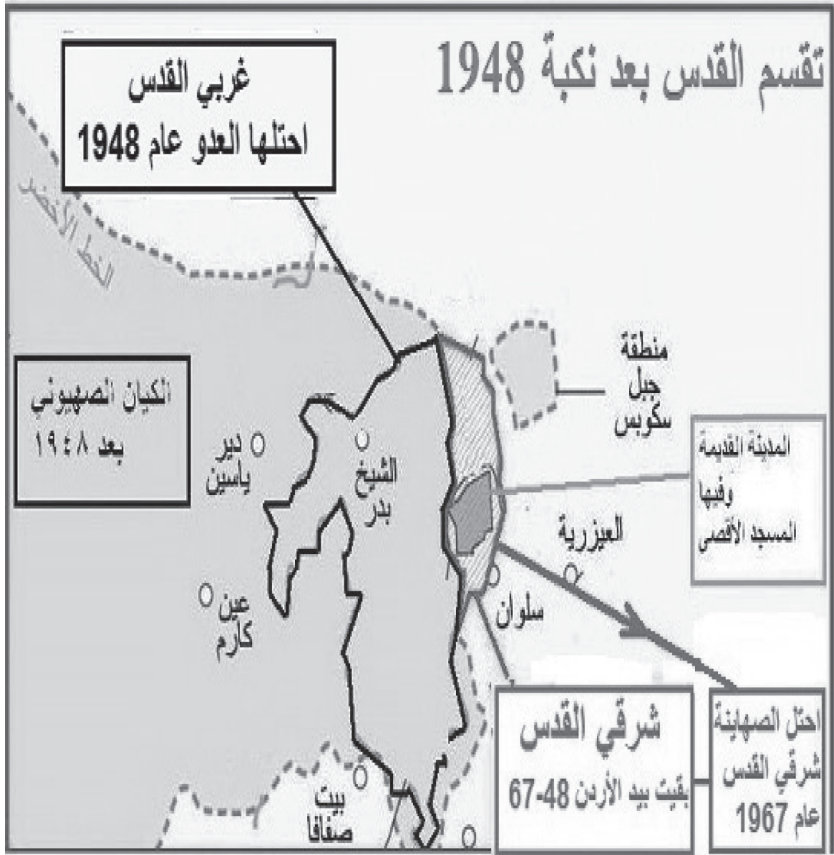 تقسم القدس بعد نكبة 1948
غربي القدس
احتلها العدو عام 1948
الخط الأخضر
الكيان الصهيوني
بعد ١٩٤٨
منطقة
جبل
سكوبس
المدينة القديمة
وفيها
المسجد الأقصى
دير
ياسين
الشيخ
بدر
العيزرية
سلوان
عين
كارم
بيت
صفافا
شرقي القدس
بقيت بيد الأردن 48-67
احتل الصهاينة
شرقي القدس
عام 1967